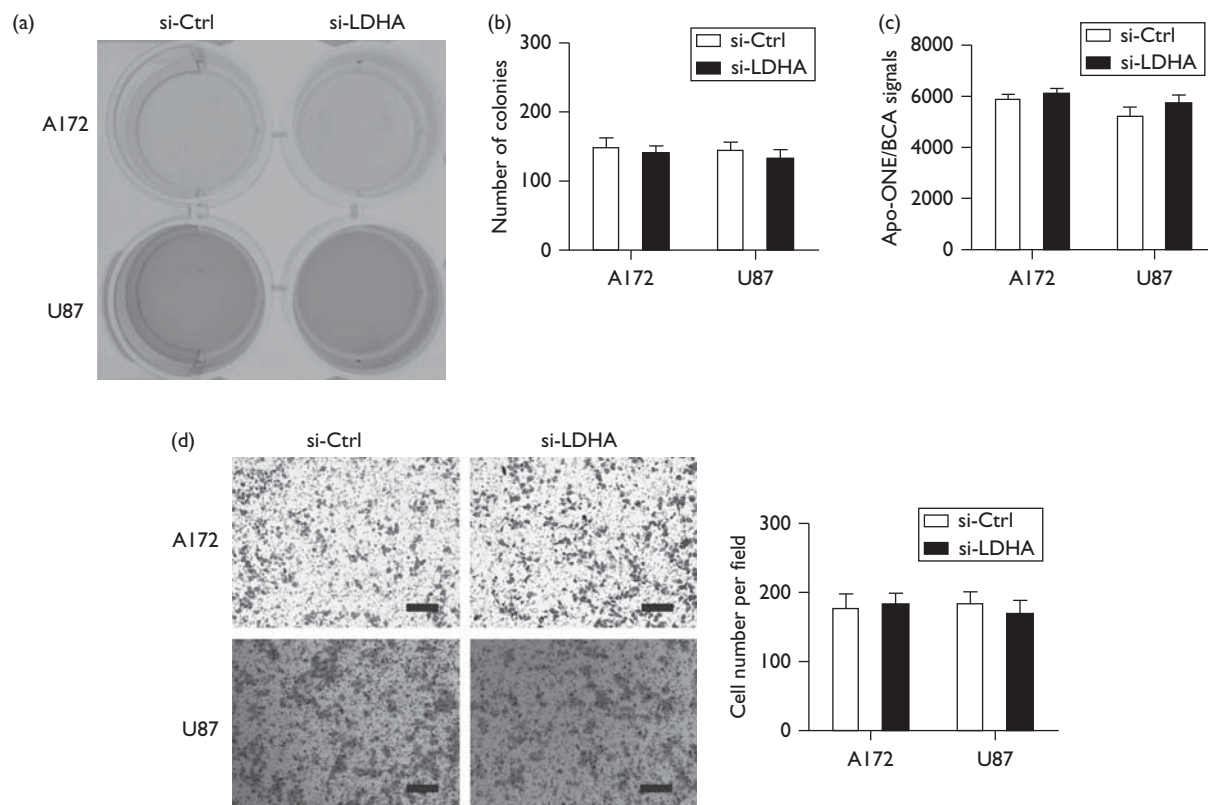 (a)
si-Ctrl
si-LDHA
A172
U87
(b)
300
200
100
0
Number of colonies
si-Ctrl
si-LDHA
A172
U87
(c)
8000
6000
4000
2000
0
Apo-ONE/BCA signals
si-Ctrl
si-LDHA
A172
U87
(d)
si-Ctrl
si-LDHA
A172
U87
300
200
100
0
Cell number per field
si-Ctrl
si-LDHA
A172
U87